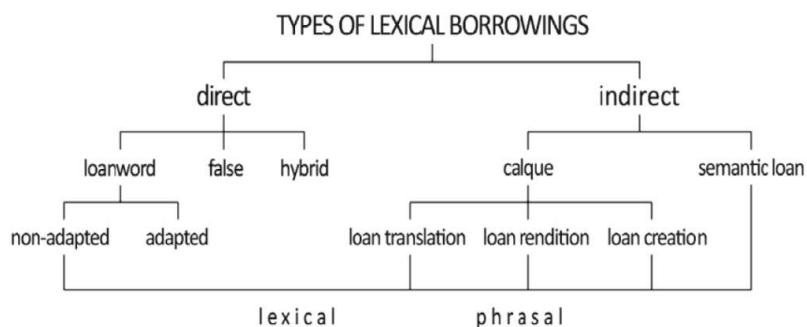 TYPES OF LEXICAL BORROWINGS
direct indirect
loanword false hybrid calque semantic loan
non-adapted adapted loan translation loan rendition loan creation
lexical phrasal